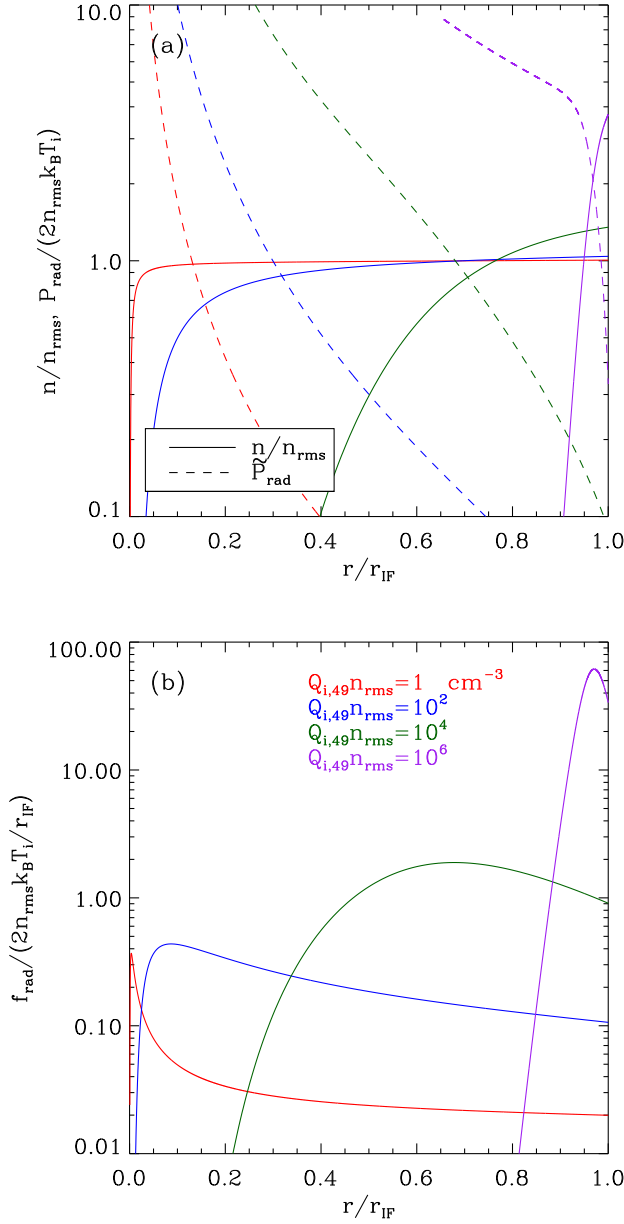 10.0
(a)
1.0
0.1
n/n_rms, P_rad/(2n_rms k_B T_i)
n/n_rms
P̃_rad
0.0 0.2 0.4 0.6 0.8 1.0
r/r_IF
100.00
(b)
Q_i,49 n_rms=1 cm^-3
Q_i,49 n_rms=10^2
Q_i,49 n_rms=10^4
Q_i,49 n_rms=10^6
10.00
1.00
0.10
0.01
f_rad/(2n_rms k_B T_i/r_IF)
0.0 0.2 0.4 0.6 0.8 1.0
r/r_IF